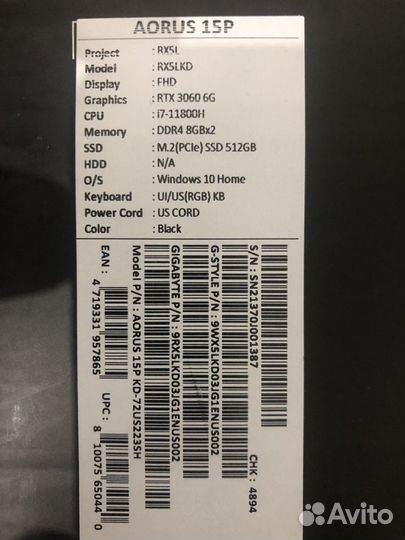 AORUS 15P
Project : RX5L
Model : RX5LKD
Display : FHD
Graphics : RTX 3060 6G
CPU : i7-11800H
Memory : DDR4 8GBx2
SSD : M.2(PCIe) SSD 512GB
HDD : N/A
O/S : Windows 10 Home
Keyboard : UI/US(RGB) KB
Power Cord : US CORD
Color : Black
S/N : SN21370J001387
CHK : 4894
G-STYLE P/N : 9WX5LKD03JG1ENUS002
GIGABYTE P/N : 9RX5LKD03JG1ENUS002
Model P/N : AORUS 15P KD-72US223SH
EAN : 4 719331 957865
UPC : 8 10075 65044 0
Avito